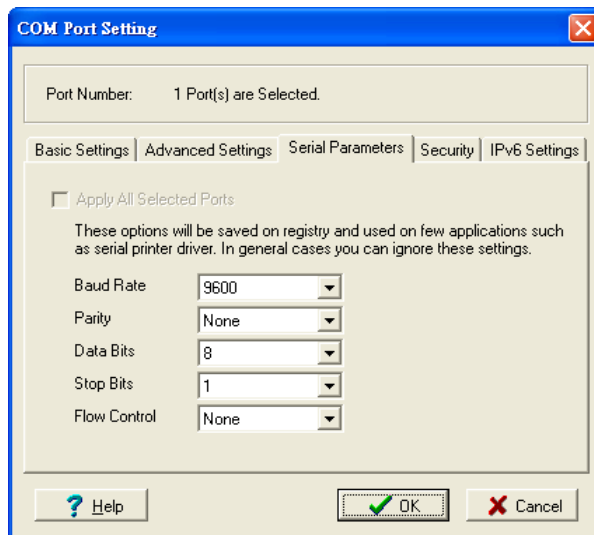 COM Port Setting
Port Number: 1 Port(s) are Selected.
Basic Settings Advanced Settings Serial Parameters Security IPv6 Settings
Apply All Selected Ports
These options will be saved on registry and used on few applications such
as serial printer driver. In general cases you can ignore these settings.
Baud Rate 9600
Parity None
Data Bits 8
Stop Bits 1
Flow Control None
? Help OK Cancel